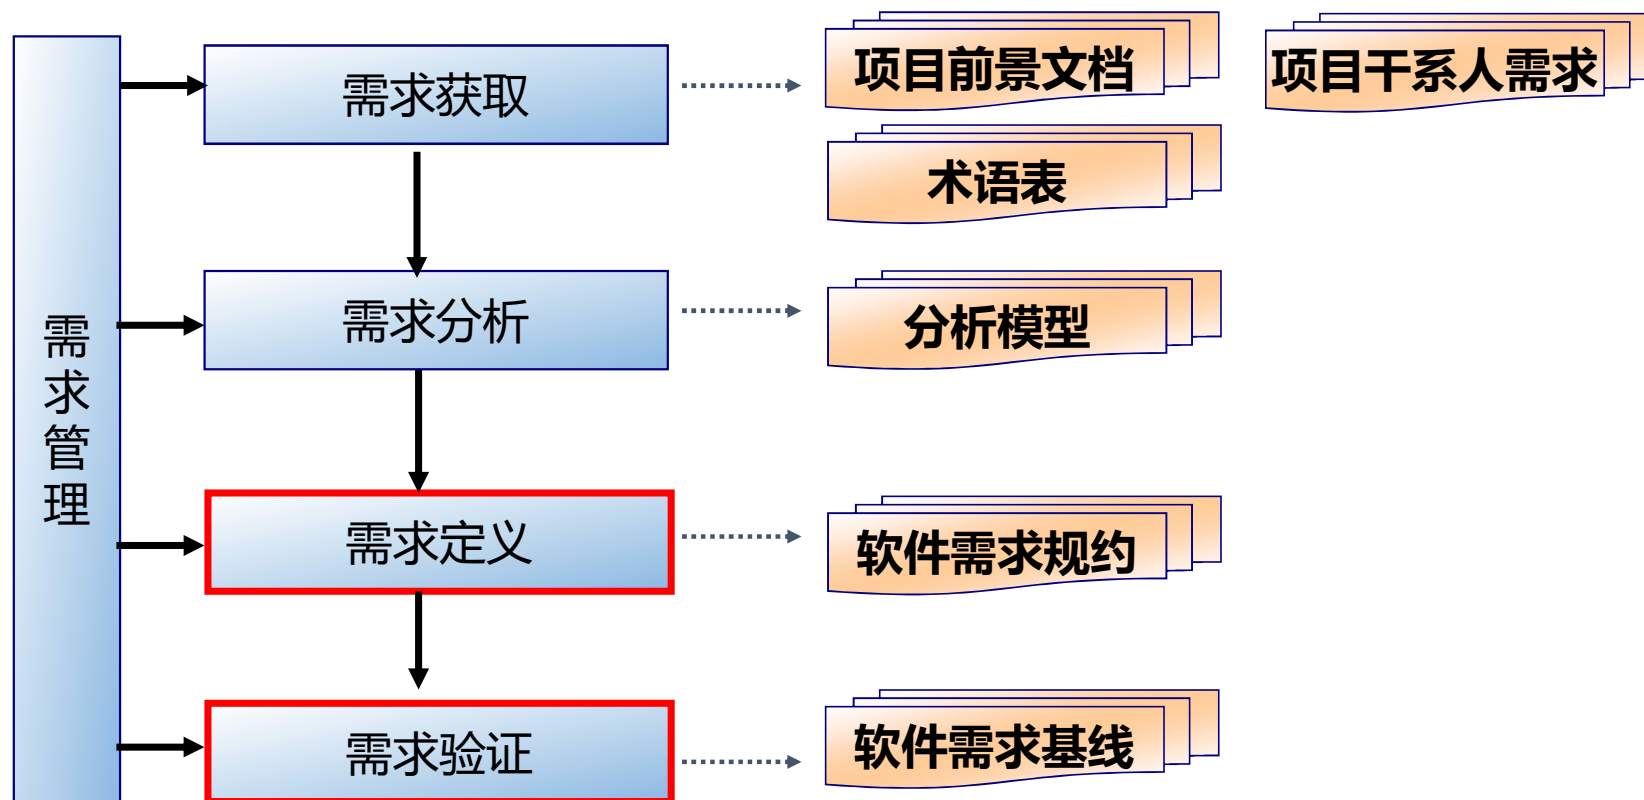 需求管理
需求获取
项目前景文档
项目干系人需求
术语表
需求分析
分析模型
需求定义
软件需求规约
需求验证
软件需求基线